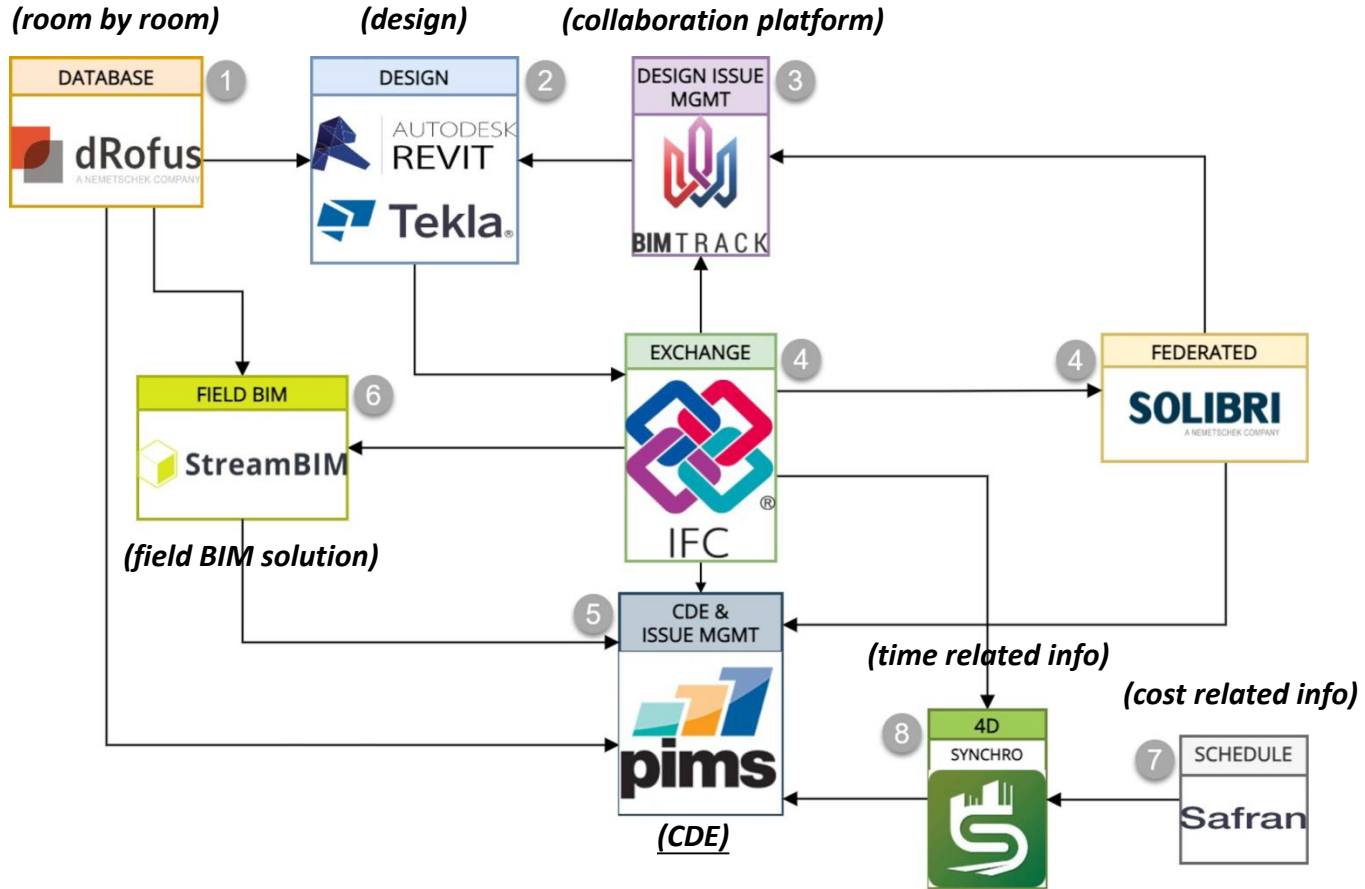 (room by room)
(design)
(collaboration platform)
DATABASE
1
dRofus
A NEMETSCHEK COMPANY
DESIGN
2
AUTODESK
REVIT
Tekla®
DESIGN ISSUE
MGMT
3
BIMTRACK
EXCHANGE
4
®
IFC
4
FEDERATED
SOLIBRI
A NEMETSCHEK COMPANY
FIELD BIM
6
StreamBIM
(field BIM solution)
5
CDE &
ISSUE MGMT
pims
(CDE)
(time related info)
8
4D
SYNCHRO
(cost related info)
7
SCHEDULE
Safran